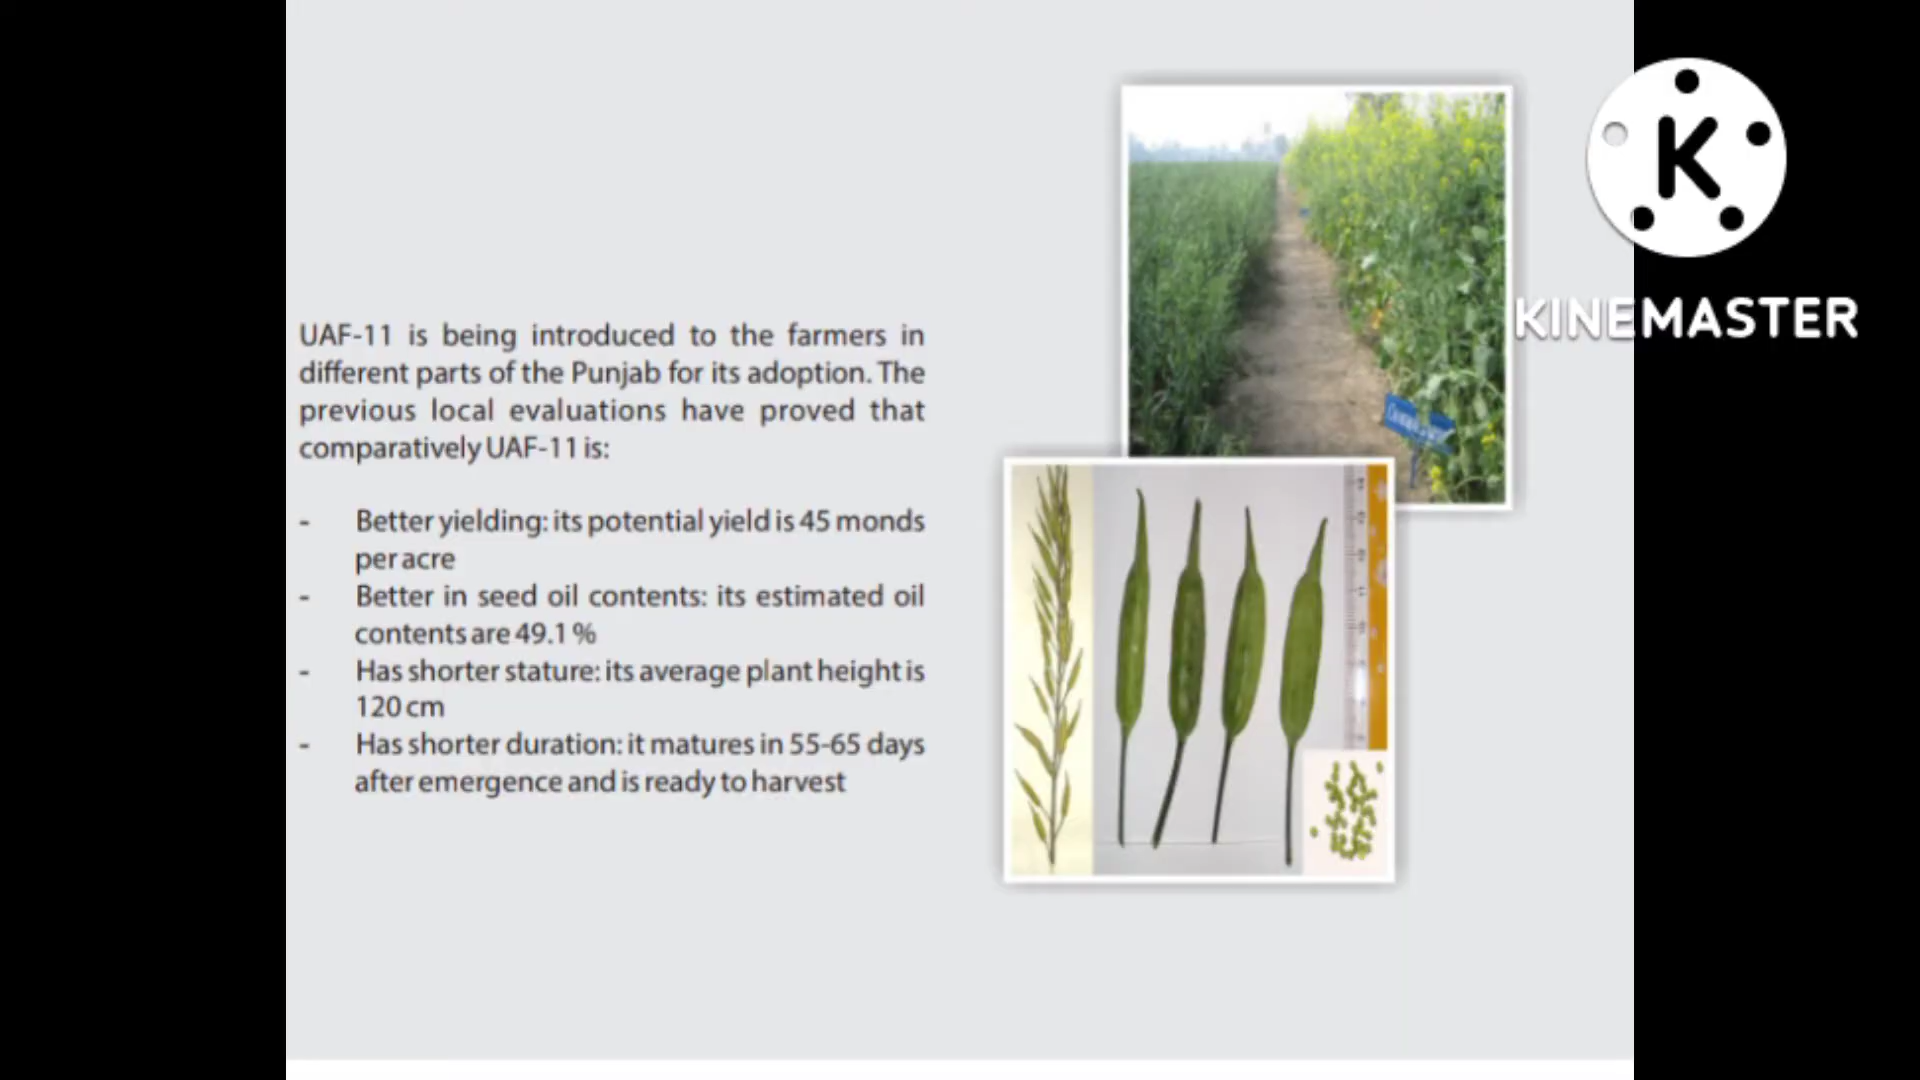 UAF-11 is being introduced to the farmers in
different parts of the Punjab for its adoption. The
previous local evaluations have proved that
comparatively UAF-11 is:
- Better yielding: its potential yield is 45 monds
per acre
- Better in seed oil contents: its estimated oil
contents are 49.1 %
- Has shorter stature: its average plant height is
120 cm
- Has shorter duration: it matures in 55-65 days
after emergence and is ready to harvest
K
KINEMASTER